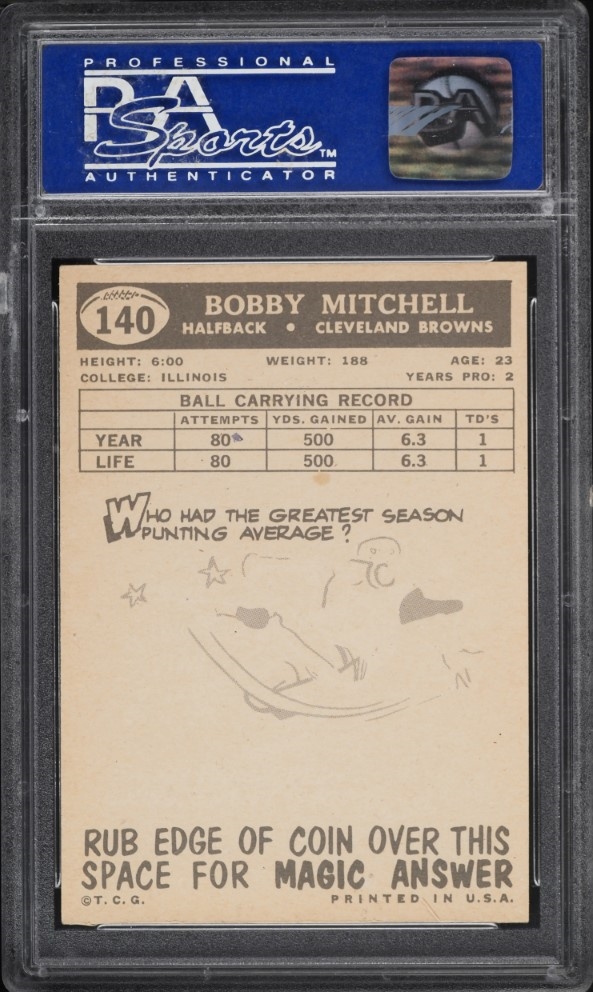 PROFESSIONAL
PSA
Sports™
AUTHENTICATOR
PSA
140
BOBBY MITCHELL
HALFBACK • CLEVELAND BROWNS
HEIGHT: 6:00 WEIGHT: 188 AGE: 23
COLLEGE: ILLINOIS YEARS PRO: 2
BALL CARRYING RECORD
ATTEMPTS YDS. GAINED AV. GAIN TD'S
YEAR 80 500 6.3 1
LIFE 80 500 6.3 1
WHO HAD THE GREATEST SEASON
PUNTING AVERAGE?
RUB EDGE OF COIN OVER THIS
SPACE FOR MAGIC ANSWER
©T.C.G. PRINTED IN U.S.A.